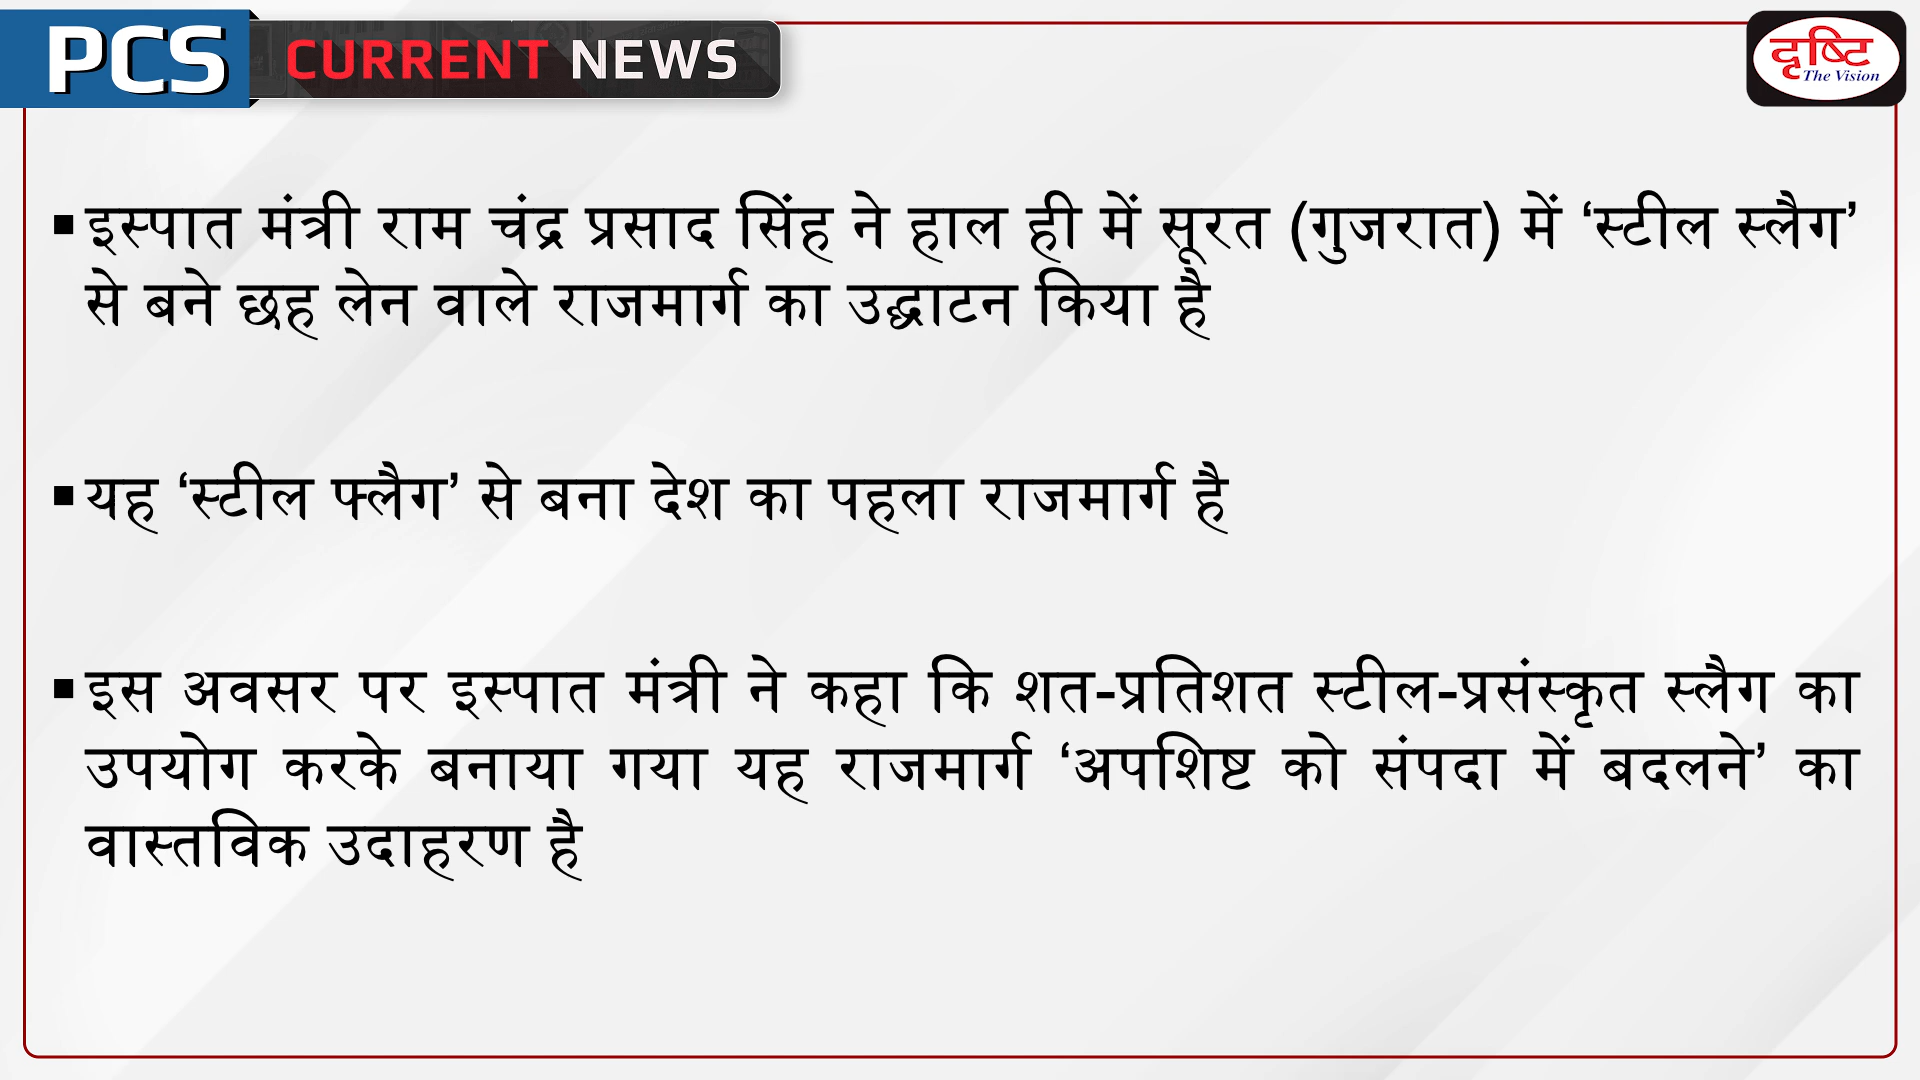 PCS CURRENT NEWS
दृष्टि
The Vision
▪ इस्पात मंत्री राम चंद्र प्रसाद सिंह ने हाल ही में सूरत (गुजरात) में ‘स्टील स्लैग’
से बने छह लेन वाले राजमार्ग का उद्घाटन किया है
▪ यह ‘स्टील फ्लैग’ से बना देश का पहला राजमार्ग है
▪ इस अवसर पर इस्पात मंत्री ने कहा कि शत-प्रतिशत स्टील-प्रसंस्कृत स्लैग का
उपयोग करके बनाया गया यह राजमार्ग ‘अपशिष्ट को संपदा में बदलने’ का
वास्तविक उदाहरण है